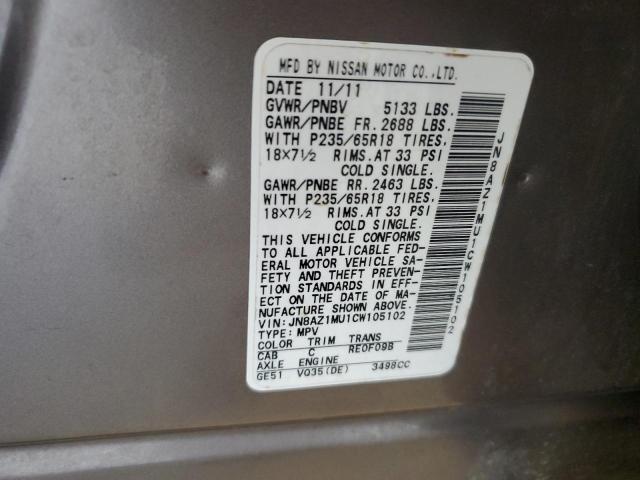 MFD BY NISSAN MOTOR CO.,LTD.
DATE 11/11
GVWR/PNBV 5133 LBS.
GAWR/PNBE FR. 2688 LBS.
WITH P235/65R18 TIRES,
18×7½ RIMS.AT 33 PSI
COLD SINGLE.
GAWR/PNBE RR. 2463 LBS.
WITH P235/65R18 TIRES,
18×7½ RIMS.AT 33 PSI
COLD SINGLE.
THIS VEHICLE CONFORMS
TO ALL APPLICABLE FED-
ERAL MOTOR VEHICLE SA-
FETY AND THEFT PREVEN-
TION STANDARDS IN EFF-
ECT ON THE DATE OF MA-
NUFACTURE SHOWN ABOVE.
VIN: JN8AZ1MU1CW105102
TYPE: MPV
COLOR TRIM TRANS
CAB C RE0F09B
AXLE ENGINE
GE51 VQ35(DE) 3498CC
JN8AZ1MU1CW105102